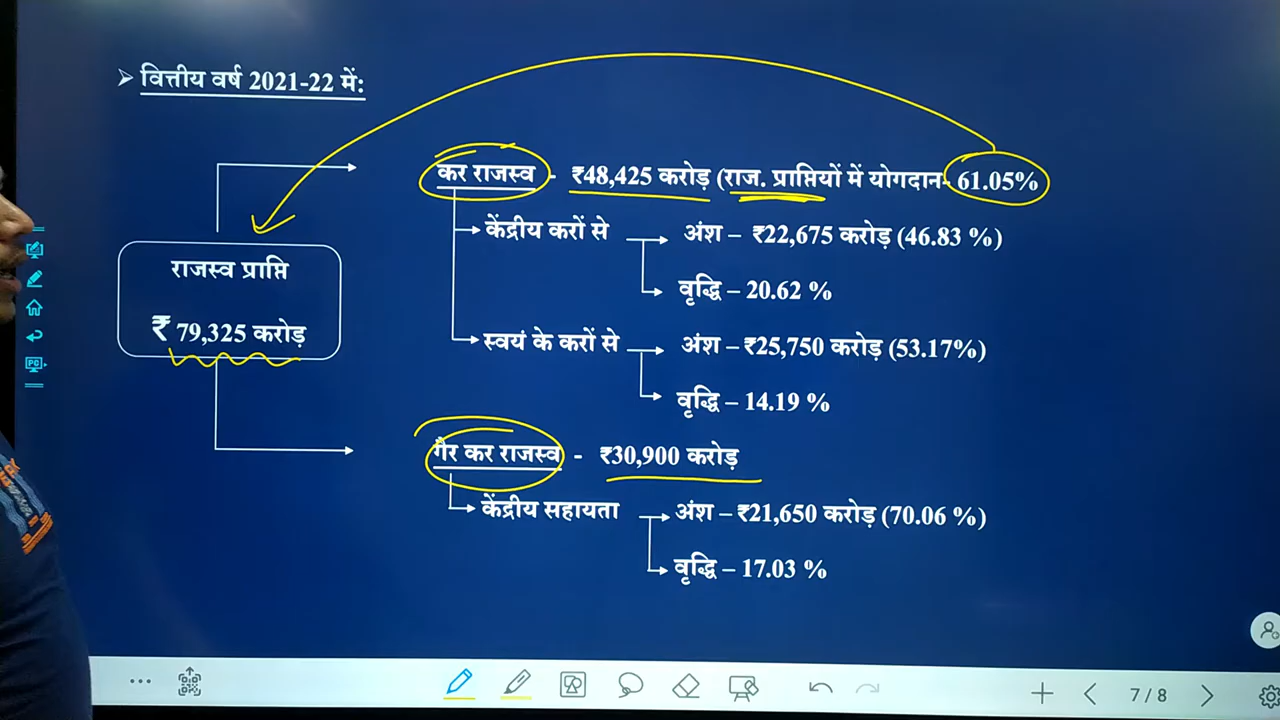 ➢ वित्तीय वर्ष 2021-22 में:
राजस्व प्राप्ति
₹ 79,325 करोड़
कर राजस्व - ₹48,425 करोड़ (राज. प्राप्तियों में योगदान- 61.05%
केंद्रीय करों से
अंश – ₹22,675 करोड़ (46.83 %)
वृद्धि – 20.62 %
स्वयं के करों से
अंश – ₹25,750 करोड़ (53.17%)
वृद्धि – 14.19 %
गैर कर राजस्व - ₹30,900 करोड़
केंद्रीय सहायता
अंश – ₹21,650 करोड़ (70.06 %)
वृद्धि – 17.03 %
PC
7 / 8